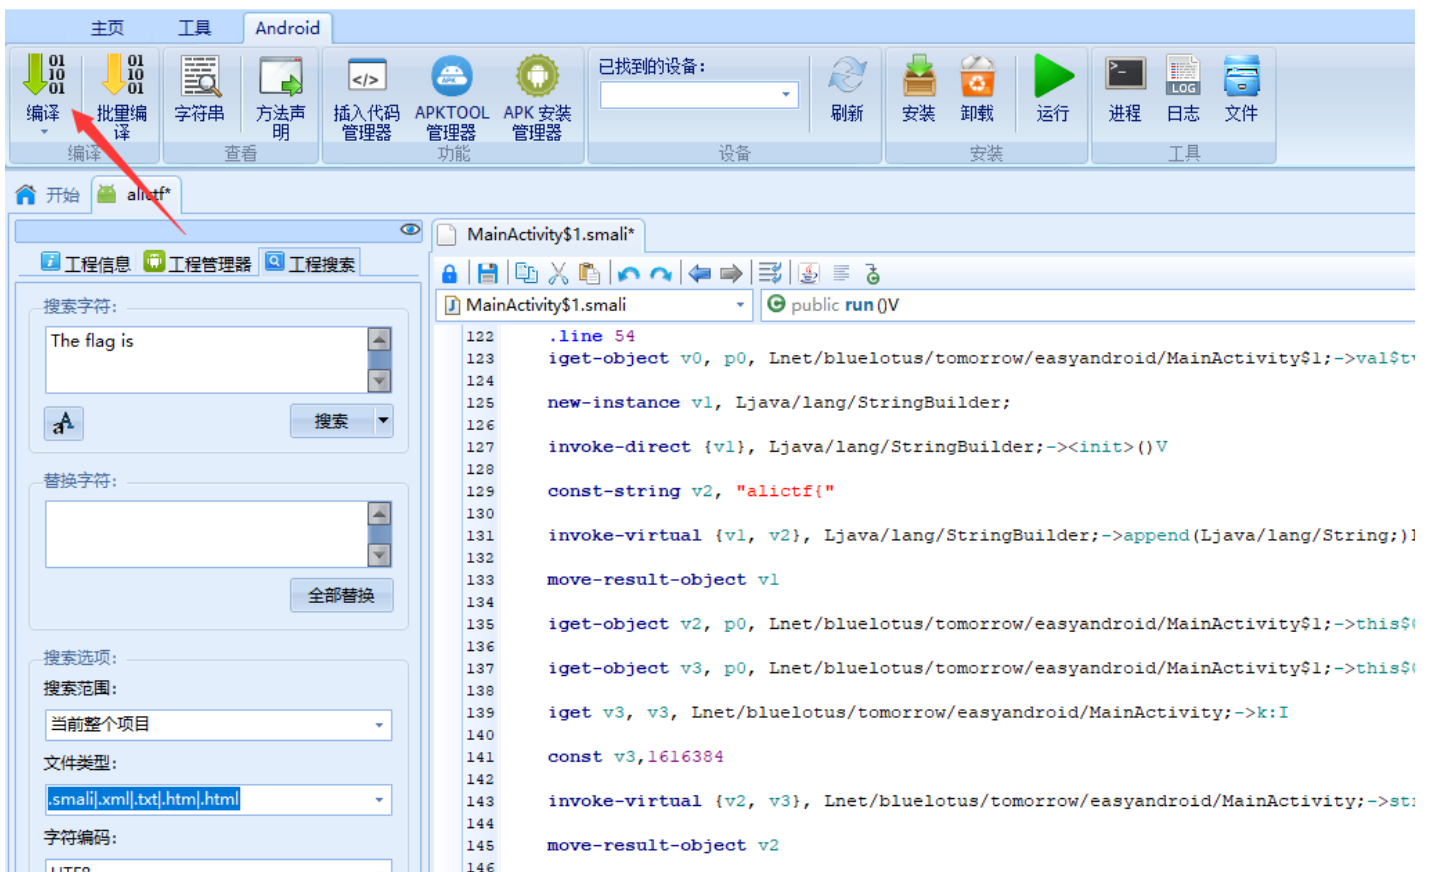 主页 工具 Android
编译 批量编译 字符串 方法声明 插入代码管理器 APKTOOL管理器 APK 安装管理器 已找到的设备： 刷新 安装 卸载 运行 进程 日志 文件
编译 查看 功能 设备 安装 工具
开始 alictf*
MainActivity$1.smali*
工程信息 工程管理器 工程搜索
MainActivity$1.smali public run()V
搜索字符:
The flag is
搜索
替换字符:
全部替换
搜索选项:
搜索范围:
当前整个项目
文件类型:
.smali|.xml|.txt|.htm|.html
字符编码:
UTF8
122 .line 54
123 iget-object v0, p0, Lnet/bluelotus/tomorrow/easyandroid/MainActivity$1;->val$tv
124
125 new-instance v1, Ljava/lang/StringBuilder;
126
127 invoke-direct {v1}, Ljava/lang/StringBuilder;-><init>()V
128
129 const-string v2, "alictf{"
130
131 invoke-virtual {v1, v2}, Ljava/lang/StringBuilder;->append(Ljava/lang/String;)
132
133 move-result-object v1
134
135 iget-object v2, p0, Lnet/bluelotus/tomorrow/easyandroid/MainActivity$1;->this$
136
137 iget-object v3, p0, Lnet/bluelotus/tomorrow/easyandroid/MainActivity$1;->this$
138
139 iget v3, v3, Lnet/bluelotus/tomorrow/easyandroid/MainActivity;->k:I
140
141 const v3,1616384
142
143 invoke-virtual {v2, v3}, Lnet/bluelotus/tomorrow/easyandroid/MainActivity;->st
144
145 move-result-object v2
146